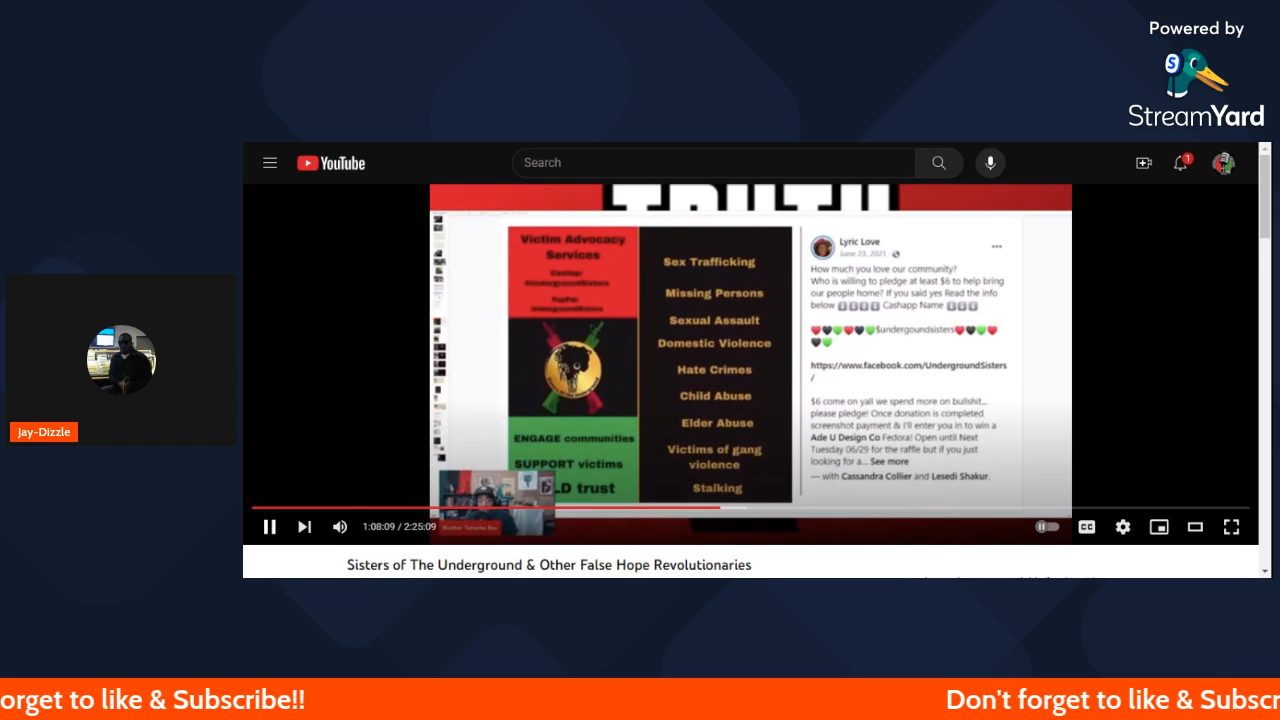 Powered by
StreamYard
YouTube
Search
1
TRUTH
Victim Advocacy
Services
Cashapp:
PayPal:
ENGAGE communities
SUPPORT victims
LD trust
Sex Trafficking
Missing Persons
Sexual Assault
Domestic Violence
Hate Crimes
Child Abuse
Elder Abuse
Victims of gang
violence
Stalking
Lyric Love
June 23, 2021
How much you love our community?
Who is willing to pledge at least $6 to help bring
our people home? If you said yes Read the info
below ⬇⬇⬇⬇ Cashapp Name ⬇⬇⬇
❤🖤💚❤🖤💚$undergoundsisters❤🖤💚❤
🖤💚
https://www.facebook.com/UndergroundSisters
/
$6 come on yall we spend more on bullshit...
please pledge! Once donation is completed
screenshot payment & I'll enter you in to win a
Ade U Design Co Fedora! Open until Next
Tuesday 06/29 for the raffle but if you just
looking for a... See more
— with Cassandra Collier and Lesedi Shakur.
1:08:09 / 2:25:09
CC
Sisters of The Underground & Other False Hope Revolutionaries
Jay-Dizzle
orget to like & Subscribe!!
Don't forget to like & Subscr